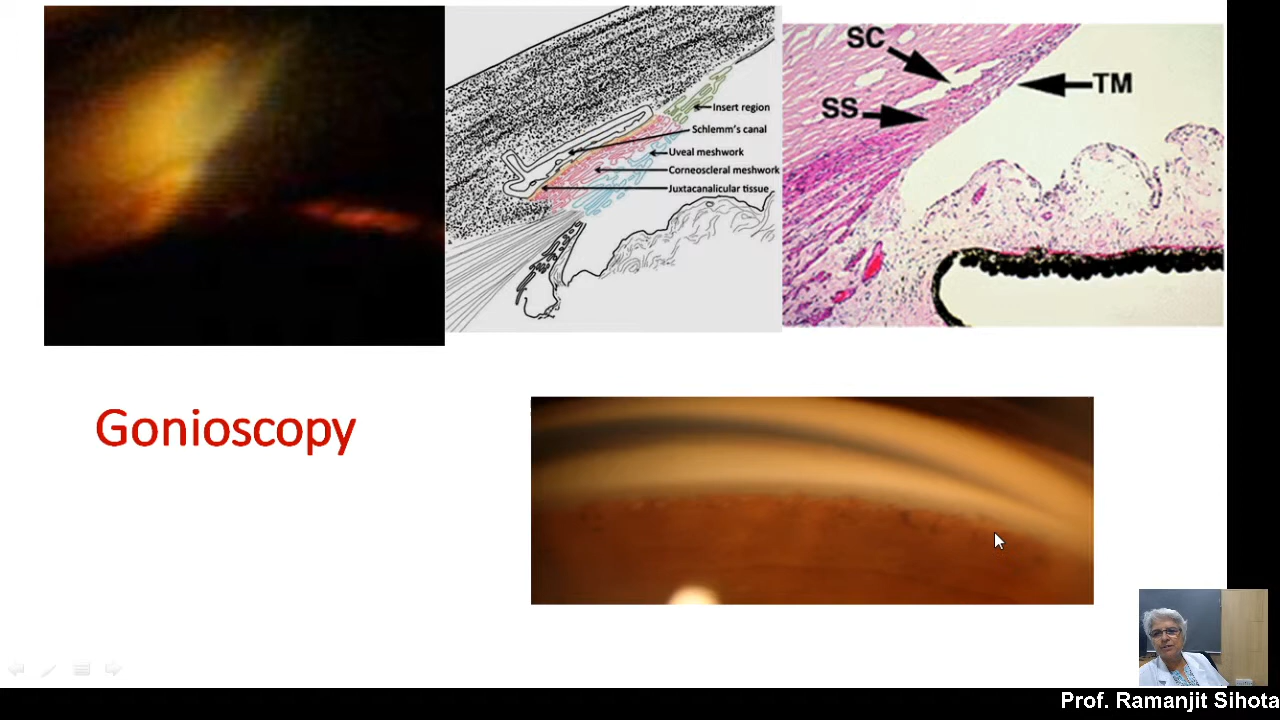 Insert region
Schlemm's canal
Uveal meshwork
Corneoscleral meshwork
Juxtacanalicular tissue
SC
TM
SS
Gonioscopy
Prof. Ramanjit Sihota